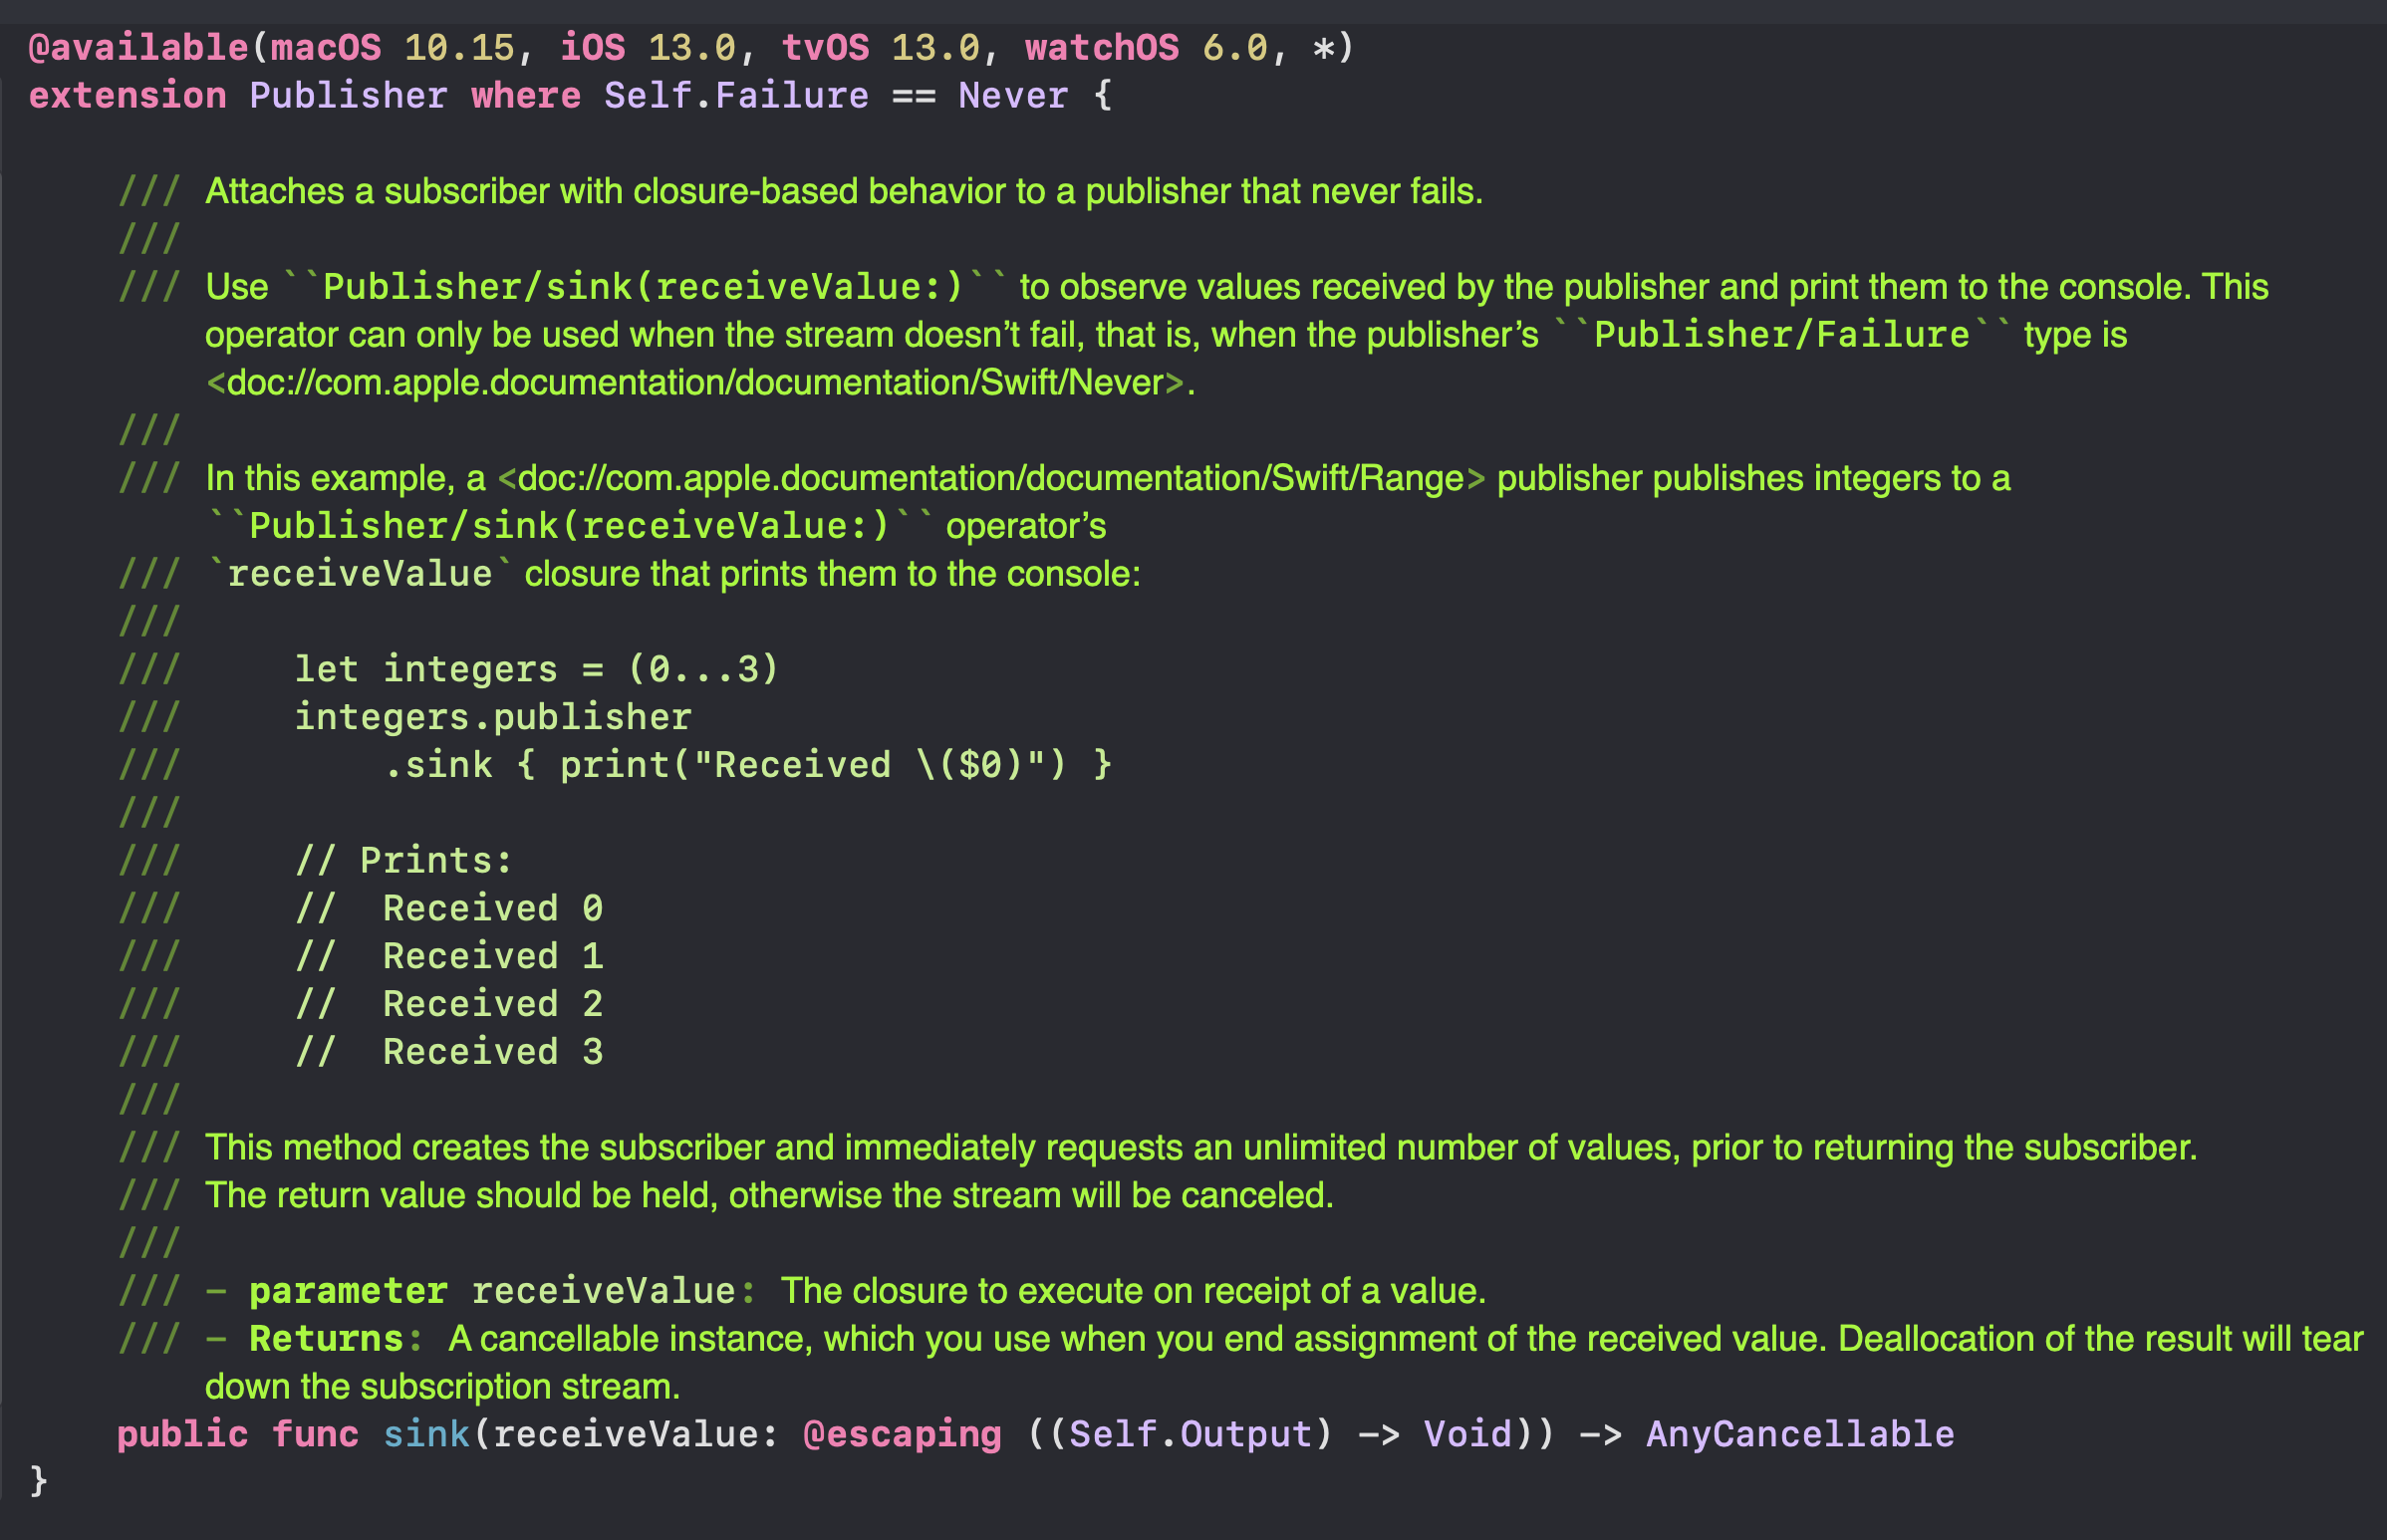 @available(macOS 10.15, iOS 13.0, tvOS 13.0, watchOS 6.0, *)
extension Publisher where Self.Failure == Never {
/// Attaches a subscriber with closure-based behavior to a publisher that never fails.
///
/// Use ``Publisher/sink(receiveValue:)`` to observe values received by the publisher and print them to the console. This
operator can only be used when the stream doesn’t fail, that is, when the publisher’s ``Publisher/Failure`` type is
<doc://com.apple.documentation/documentation/Swift/Never>.
///
/// In this example, a <doc://com.apple.documentation/documentation/Swift/Range> publisher publishes integers to a
``Publisher/sink(receiveValue:)`` operator’s
/// `receiveValue` closure that prints them to the console:
///
///     let integers = (0...3)
///     integers.publisher
///         .sink { print("Received \($0)") }
///
///     // Prints:
///     //  Received 0
///     //  Received 1
///     //  Received 2
///     //  Received 3
///
/// This method creates the subscriber and immediately requests an unlimited number of values, prior to returning the subscriber.
/// The return value should be held, otherwise the stream will be canceled.
///
/// - parameter receiveValue: The closure to execute on receipt of a value.
/// - Returns: A cancellable instance, which you use when you end assignment of the received value. Deallocation of the result will tear
down the subscription stream.
public func sink(receiveValue: @escaping ((Self.Output) -> Void)) -> AnyCancellable
}